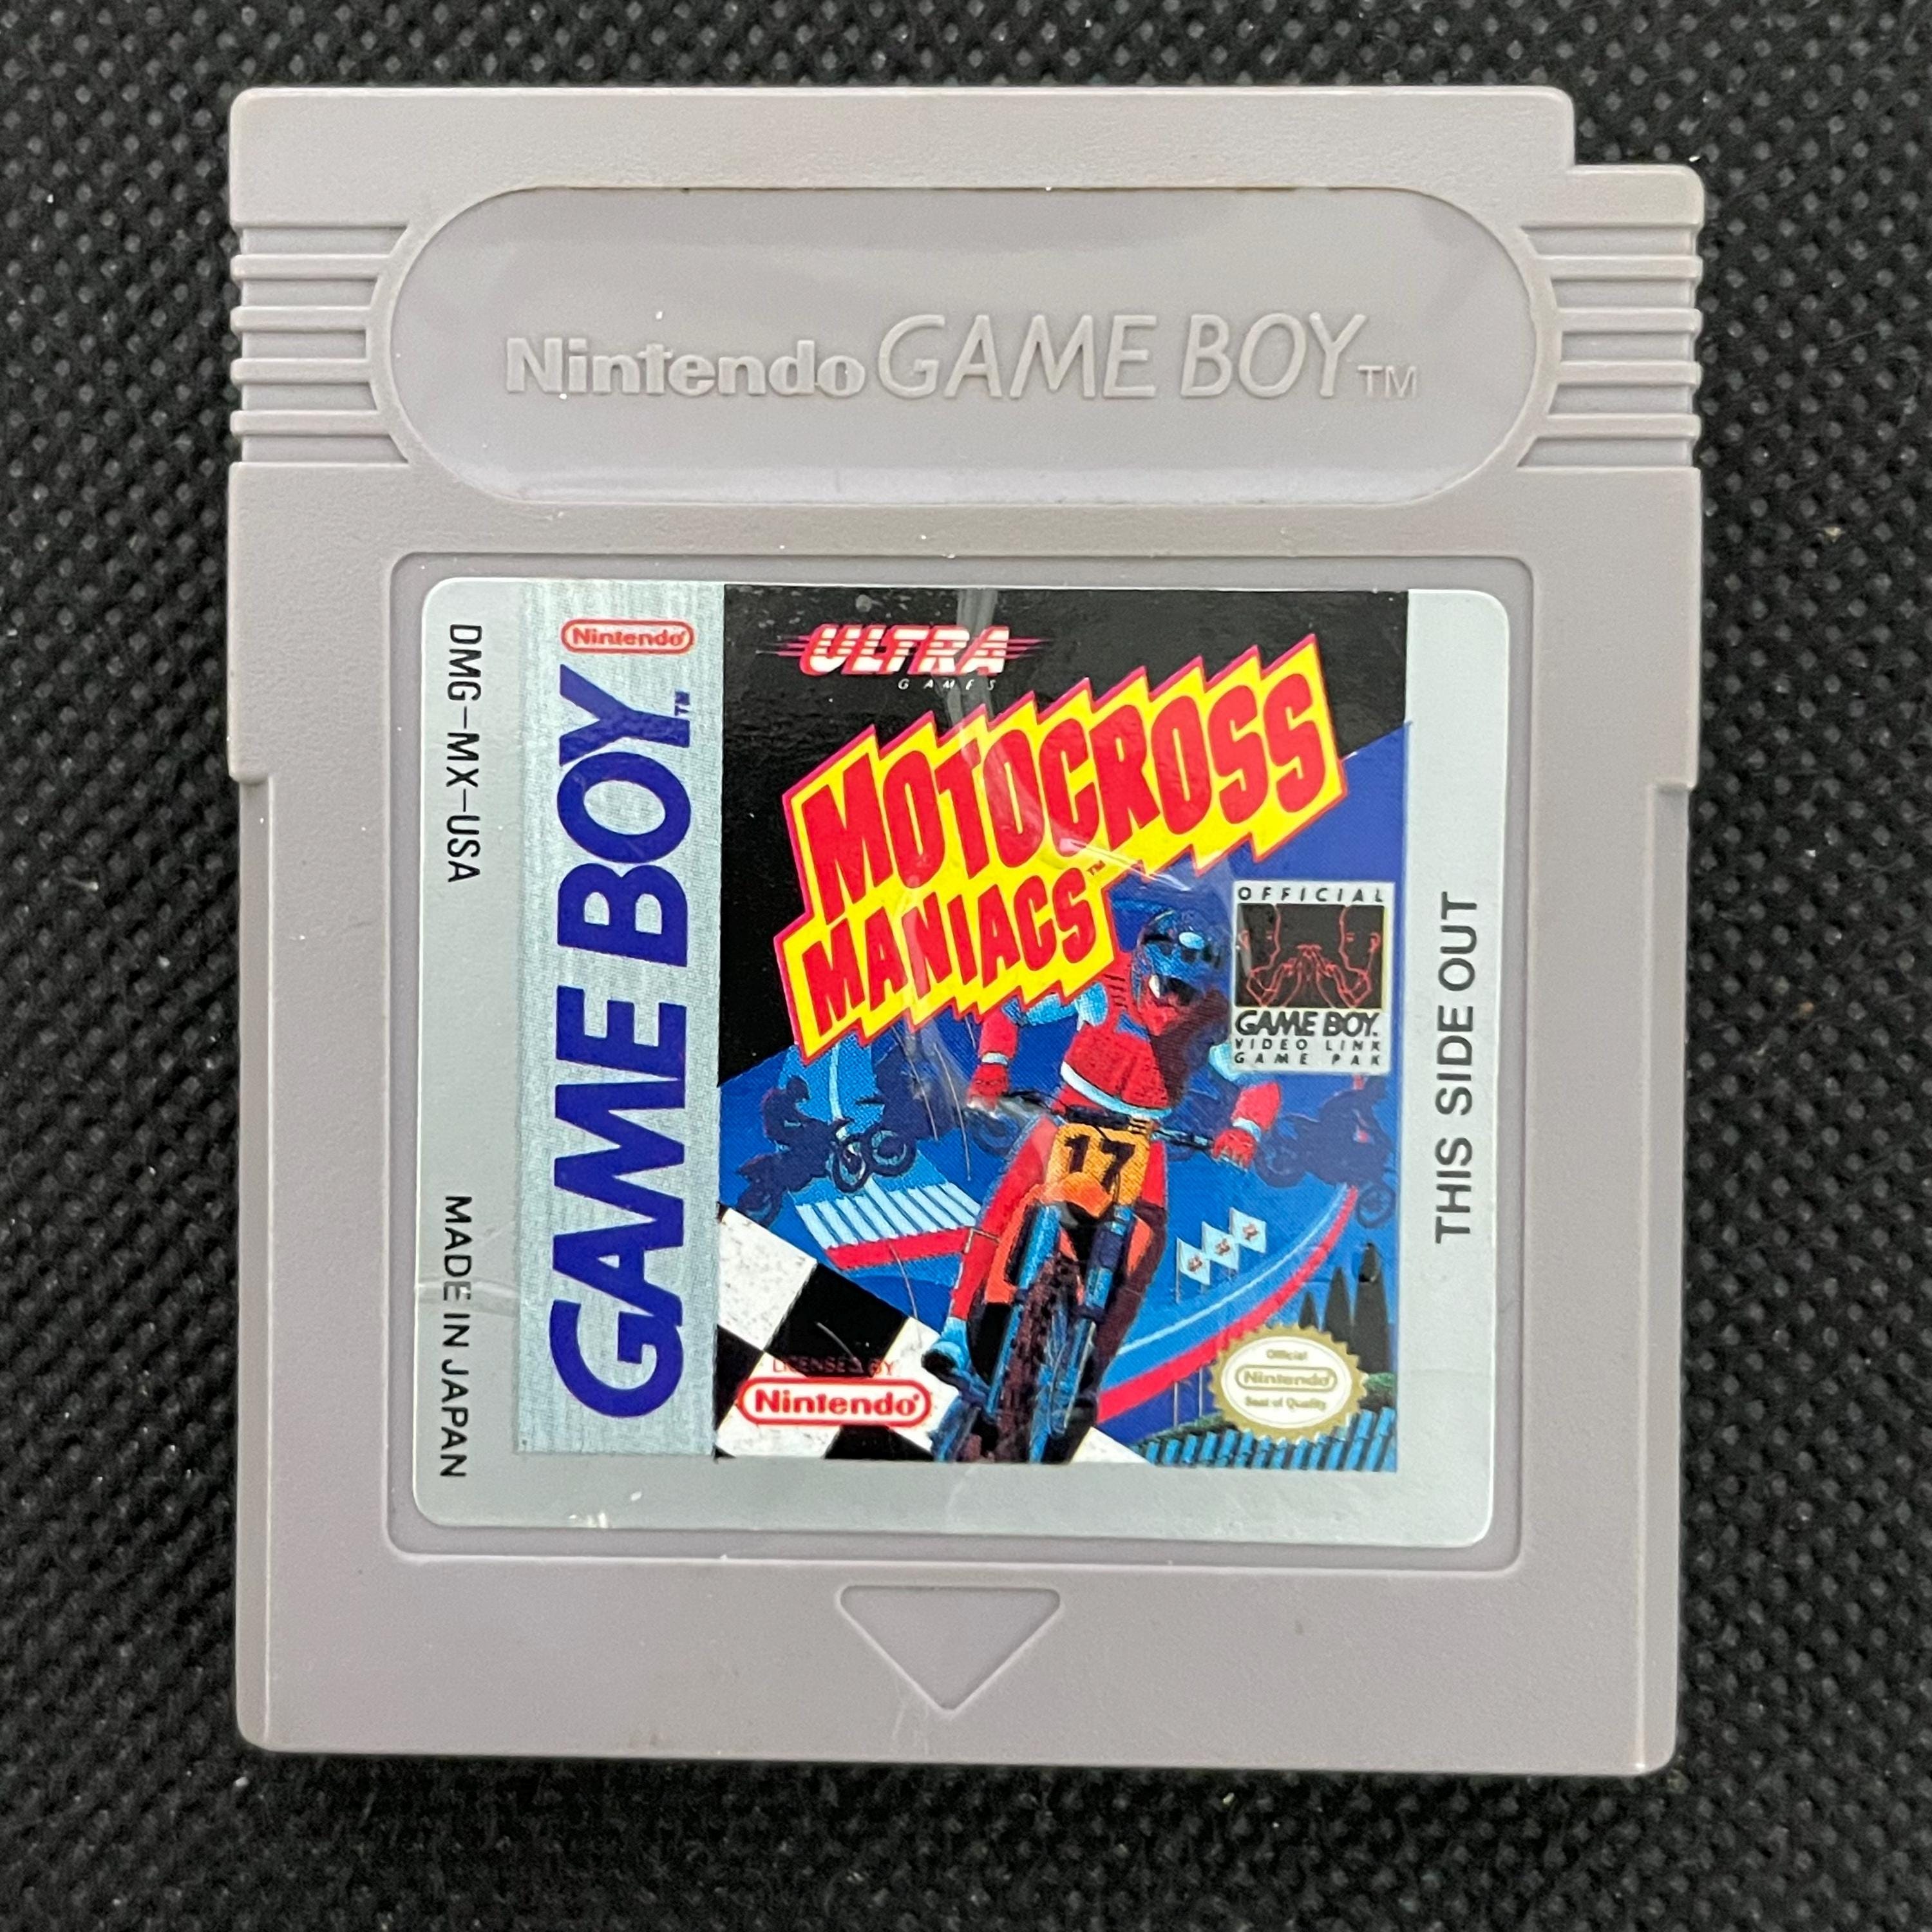 Nintendo GAME BOY™
DMG-MX-USA
MADE IN JAPAN
Nintendo
GAME BOY™
ULTRA
GAMES
MOTOCROSS
MANIACS™
OFFICIAL
GAME BOY.
VIDEO LINK
GAME PAK
17
LICENSED BY
Nintendo
Official
Nintendo
Seal of Quality
THIS SIDE OUT